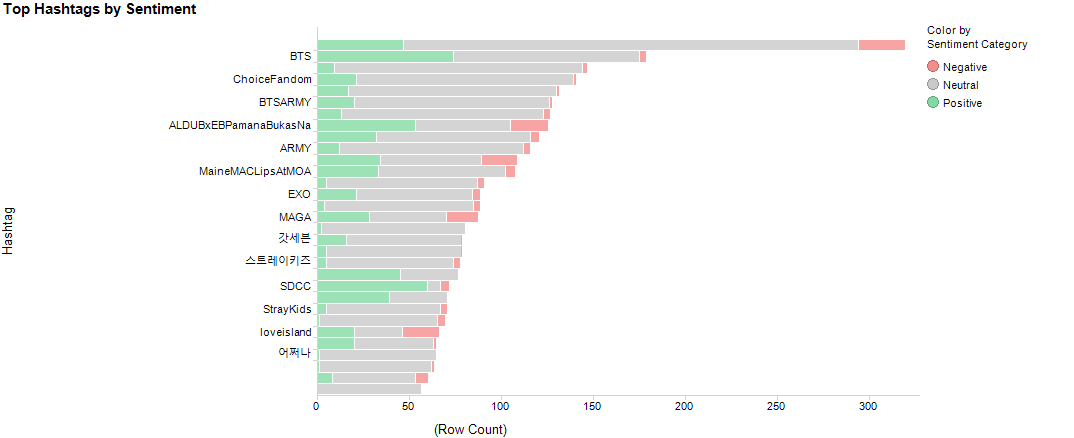 Top Hashtags by Sentiment
Color by
Sentiment Category
Negative
Neutral
Positive
Hashtag
BTS
ChoiceFandom
BTSARMY
ALDUBxEBPamanaBukasNa
ARMY
MaineMACLipsAtMOA
EXO
MAGA
갓세븐
스트레이키즈
SDCC
StrayKids
loveisland
어쩌나
0 50 100 150 200 250 300
(Row Count)